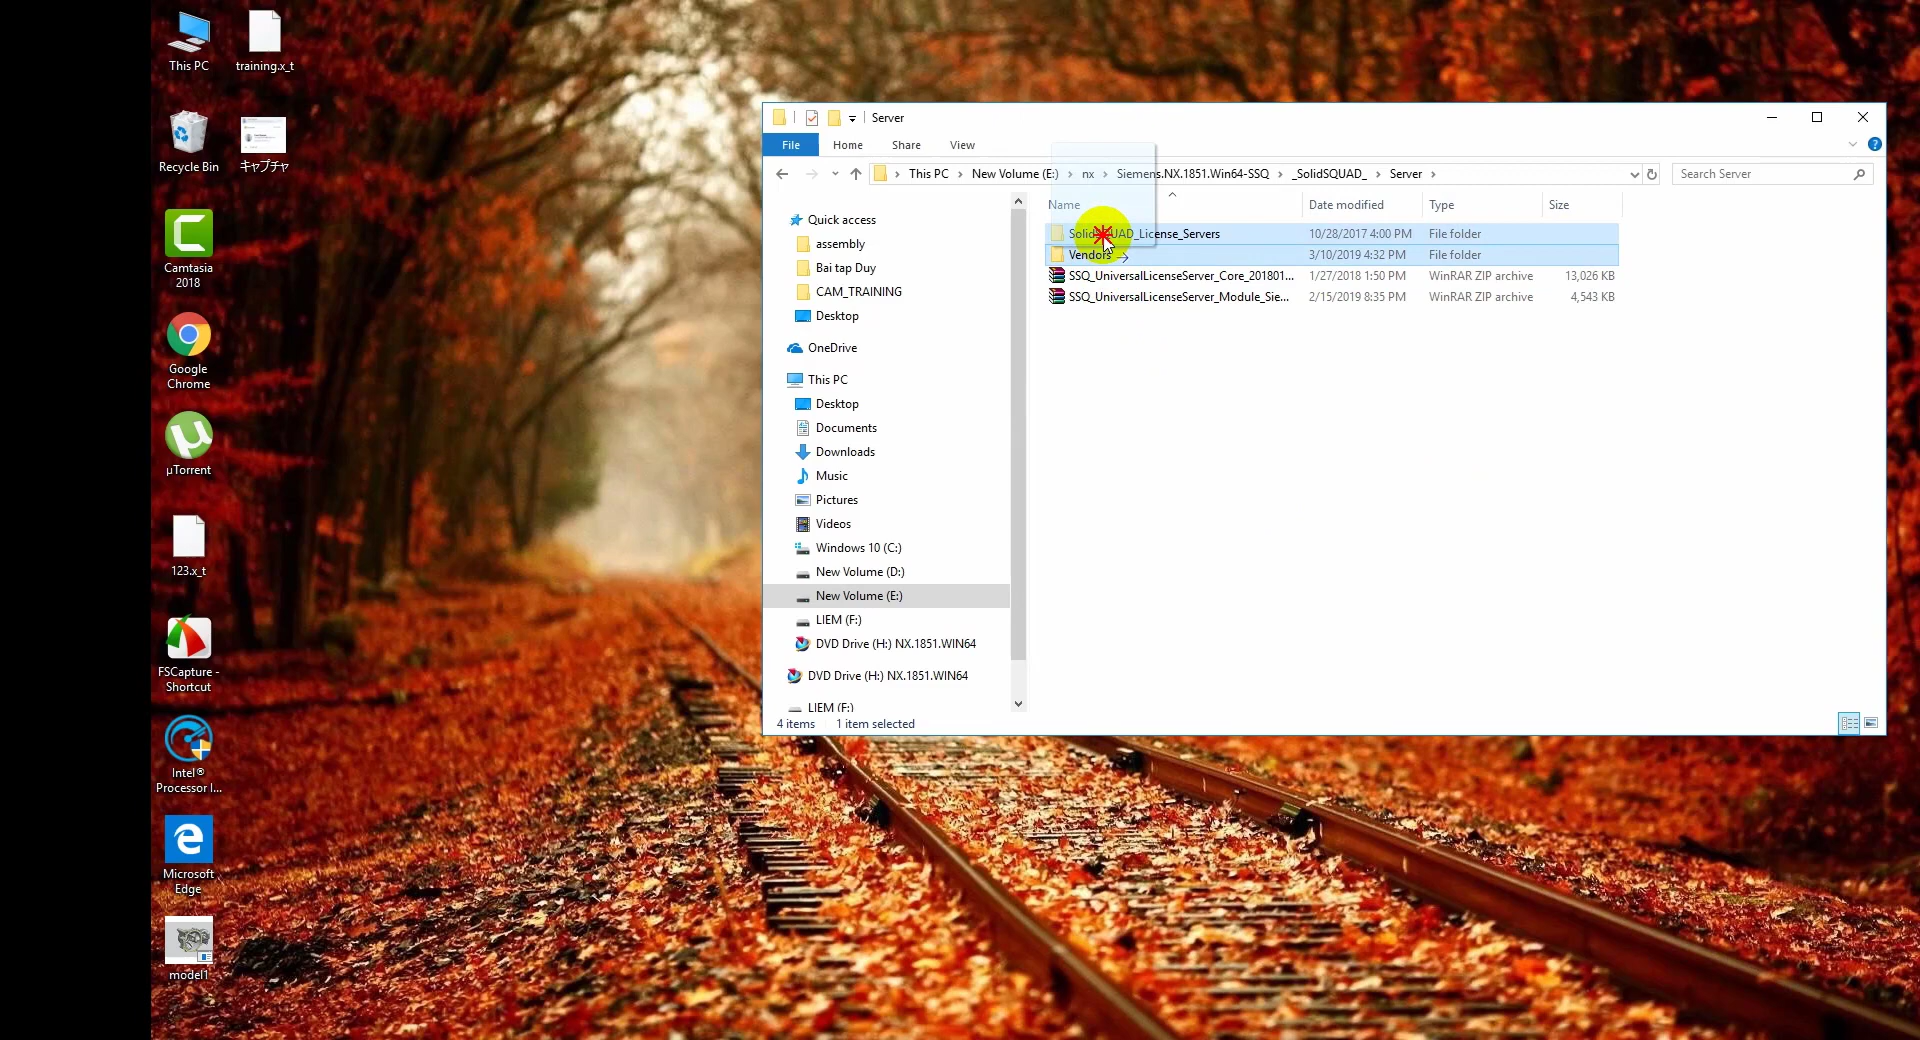 This PC
training.x_t
Recycle Bin
キャプチャ
Camtasia
2018
Google
Chrome
µTorrent
123.x_t
FSCapture -
Shortcut
Intel®
Processor I...
Microsoft
Edge
model1
Server
File
Home
Share
View
This PC
New Volume (E:)
nx
Siemens.NX.1851.Win64-SSQ
_SolidSQUAD_
Server
Search Server
Quick access
assembly
Bai tap Duy
CAM_TRAINING
Desktop
OneDrive
This PC
Desktop
Documents
Downloads
Music
Pictures
Videos
Windows 10 (C:)
New Volume (D:)
New Volume (E:)
LIEM (F:)
DVD Drive (H:) NX.1851.WIN64
DVD Drive (H:) NX.1851.WIN64
LIEM (F:)
Name
Date modified
Type
Size
10/28/2017 4:00 PM
File folder
Vendors
3/10/2019 4:32 PM
File folder
SSQ_UniversalLicenseServer_Core_201801...
1/27/2018 1:50 PM
WinRAR ZIP archive
13,026 KB
SSQ_UniversalLicenseServer_Module_Sie...
2/15/2019 8:35 PM
WinRAR ZIP archive
4,543 KB
4 items
1 item selected